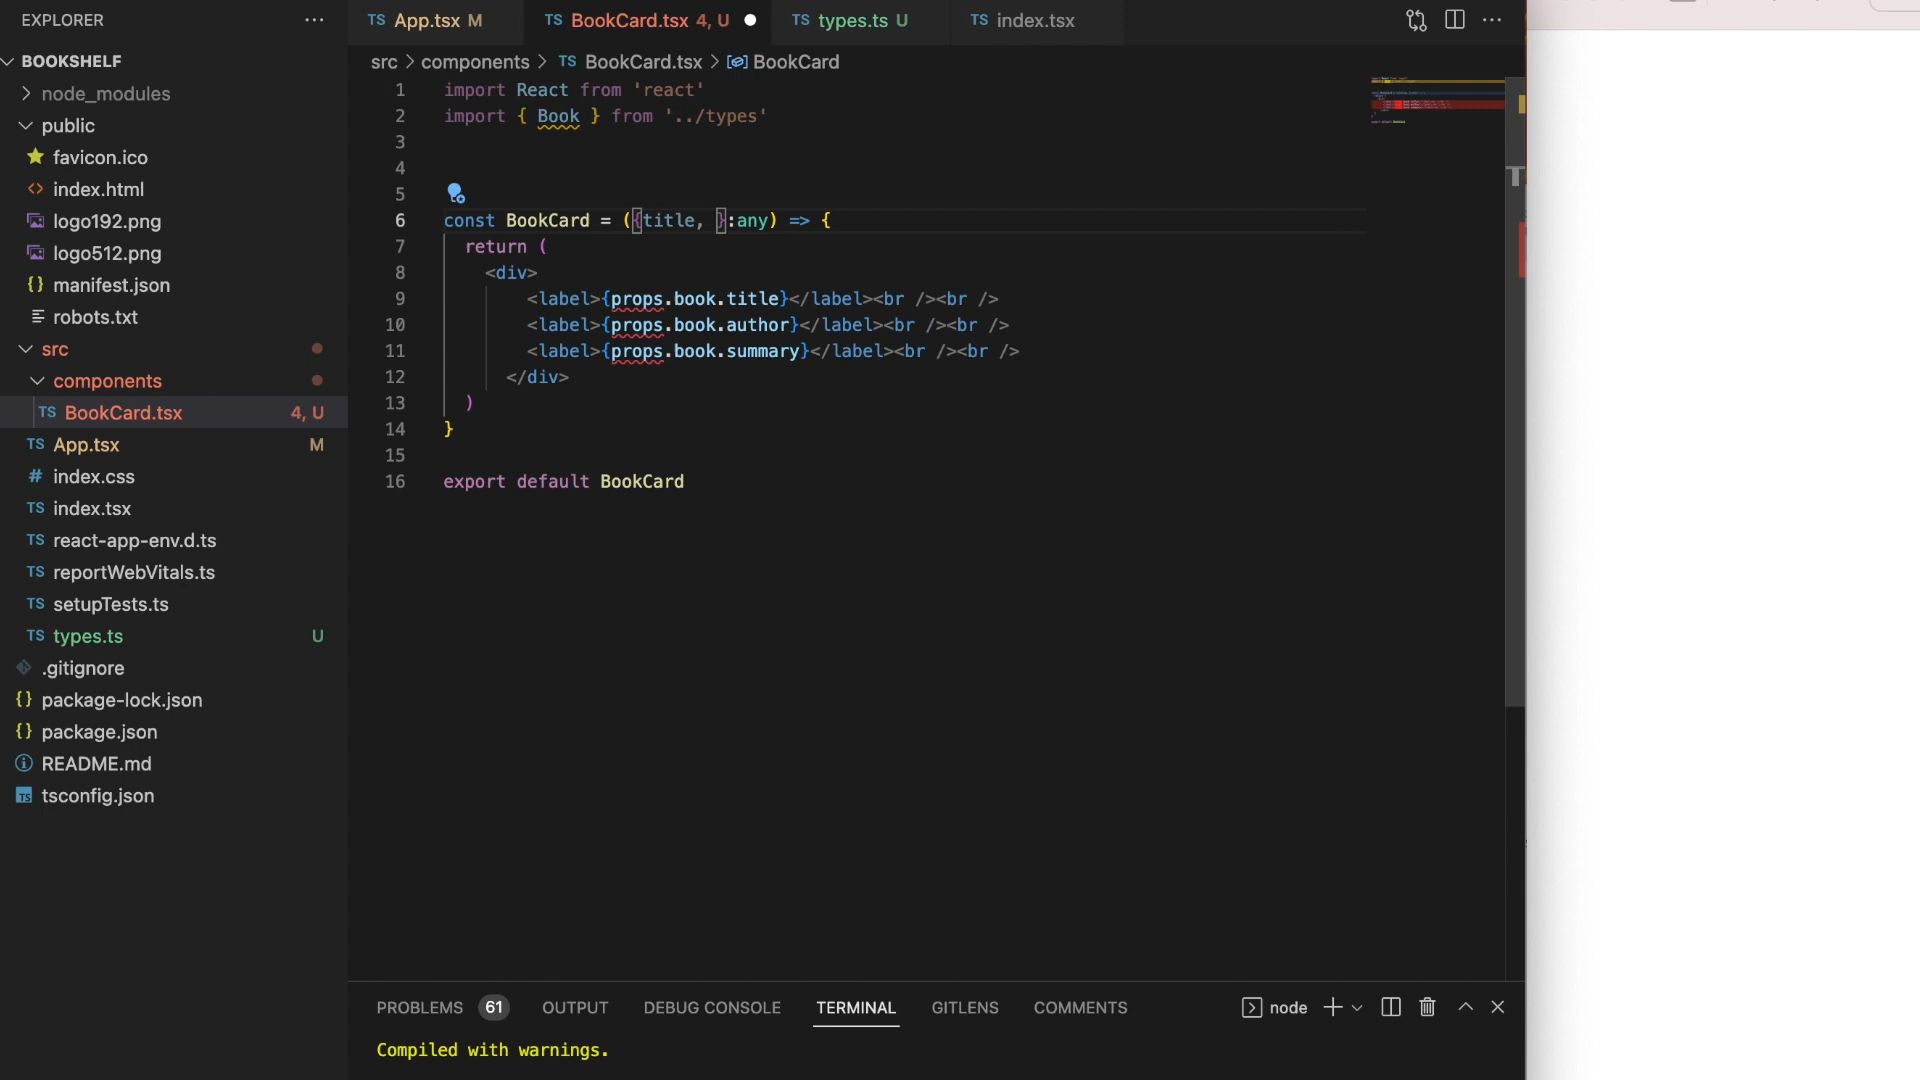 EXPLORER
App.tsx M
BookCard.tsx 4, U
types.ts U
index.tsx
BOOKSHELF
node_modules
public
favicon.ico
index.html
logo192.png
logo512.png
manifest.json
robots.txt
src
components
BookCard.tsx 4, U
App.tsx M
index.css
index.tsx
react-app-env.d.ts
reportWebVitals.ts
setupTests.ts
types.ts U
.gitignore
package-lock.json
package.json
README.md
tsconfig.json
src > components > TS BookCard.tsx > BookCard
1 import React from 'react'
2 import { Book } from '../types'
3
4
5
6 const BookCard = ({title, }:any) => {
7 return (
8 <div>
9 <label>{props.book.title}</label><br /><br />
10 <label>{props.book.author}</label><br /><br />
11 <label>{props.book.summary}</label><br /><br />
12 </div>
13 )
14 }
15
16 export default BookCard
PROBLEMS 61 OUTPUT DEBUG CONSOLE TERMINAL GITLENS COMMENTS node
Compiled with warnings.